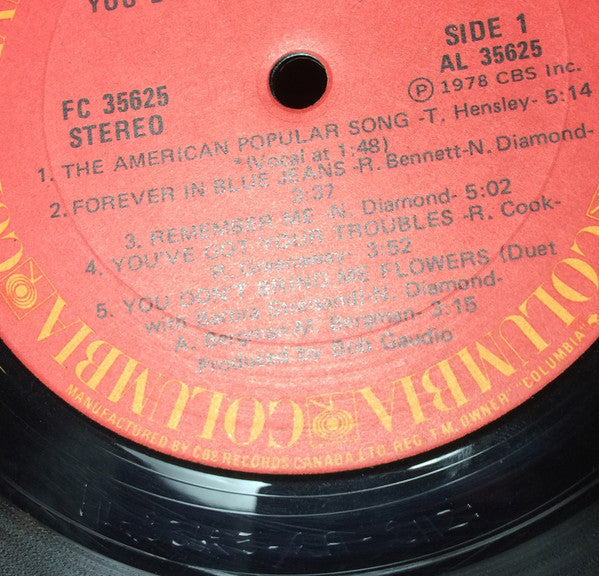 YOU D
SIDE 1
AL 35625
℗ 1978 CBS Inc.
FC 35625
STEREO
1. THE AMERICAN POPULAR SONG -T. Hensley- 5:14
*(Vocal at 1:48)
2. FOREVER IN BLUE JEANS -R. Bennett-N. Diamond-
3:37
3. REMEMBER ME -N. Diamond- 5:02
4. YOU'VE GOT YOUR TROUBLES -R. Cook-
R. Greenaway- 3:52
5. YOU DON'T BRING ME FLOWERS (Duet
with Barbra Streisand)-N. Diamond-
A. Bergman-M. Bergman- 3:15
Produced by Bob Gaudio
COLUMBIA COLUMBIA COLUMBIA
MANUFACTURED BY CBS RECORDS CANADA LTD. REG. T.M. OWNER "COLUMBIA"